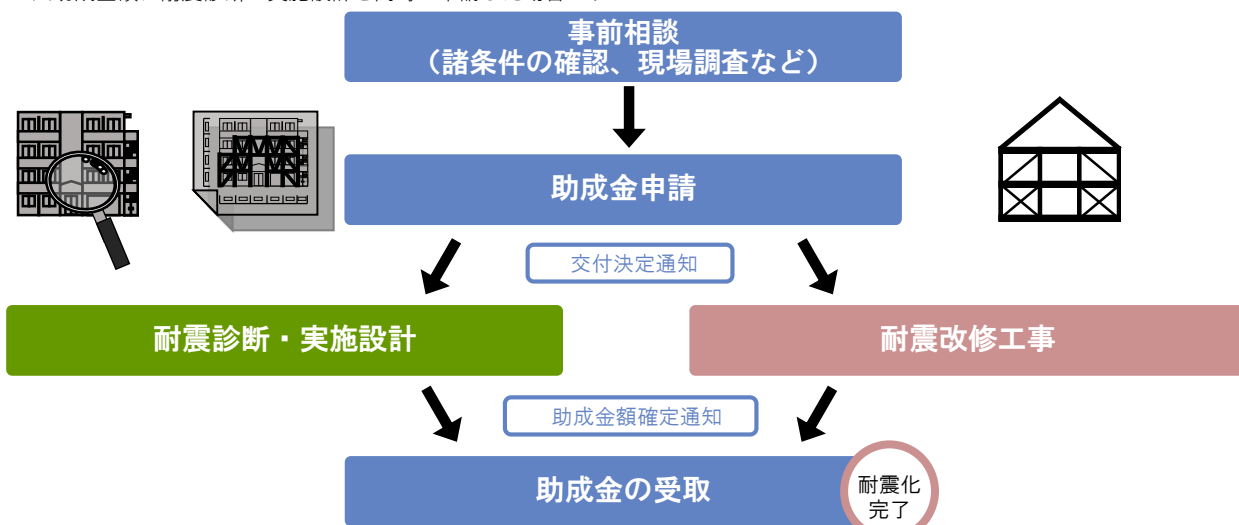 事前相談
（諸条件の確認、現場調査など）
助成金申請
交付決定通知
耐震診断・実施設計
耐震改修工事
助成金額確定通知
助成金の受取
耐震化
完了